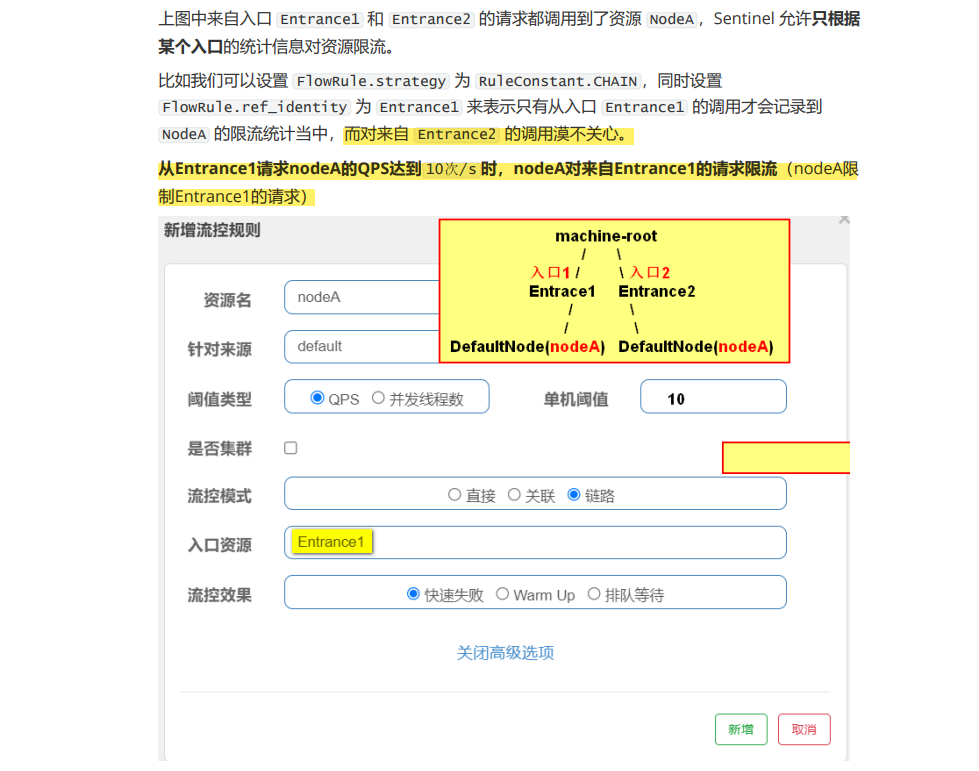 上图中来自入口 Entrance1 和 Entrance2 的请求都调用到了资源 NodeA，Sentinel 允许只根据
某个入口的统计信息对资源限流。
比如我们可以设置 FlowRule.strategy 为 RuleConstant.CHAIN，同时设置
FlowRule.ref_identity 为 Entrance1 来表示只有从入口 Entrance1 的调用才会记录到
NodeA 的限流统计当中，而对来自 Entrance2 的调用漠不关心。
从Entrance1请求nodeA的QPS达到 10次/s 时，nodeA对来自Entrance1的请求限流（nodeA限
制Entrance1的请求）
新增流控规则
×
machine-root
/ \
入口1 / \ 入口2
Entrace1 Entrance2
/ \
/ \
DefaultNode(nodeA) DefaultNode(nodeA)
资源名 nodeA
针对来源 default
阈值类型 QPS 并发线程数 单机阈值 10
是否集群
流控模式 直接 关联 链路
入口资源 Entrance1
流控效果 快速失败 Warm Up 排队等待
关闭高级选项
新增 取消